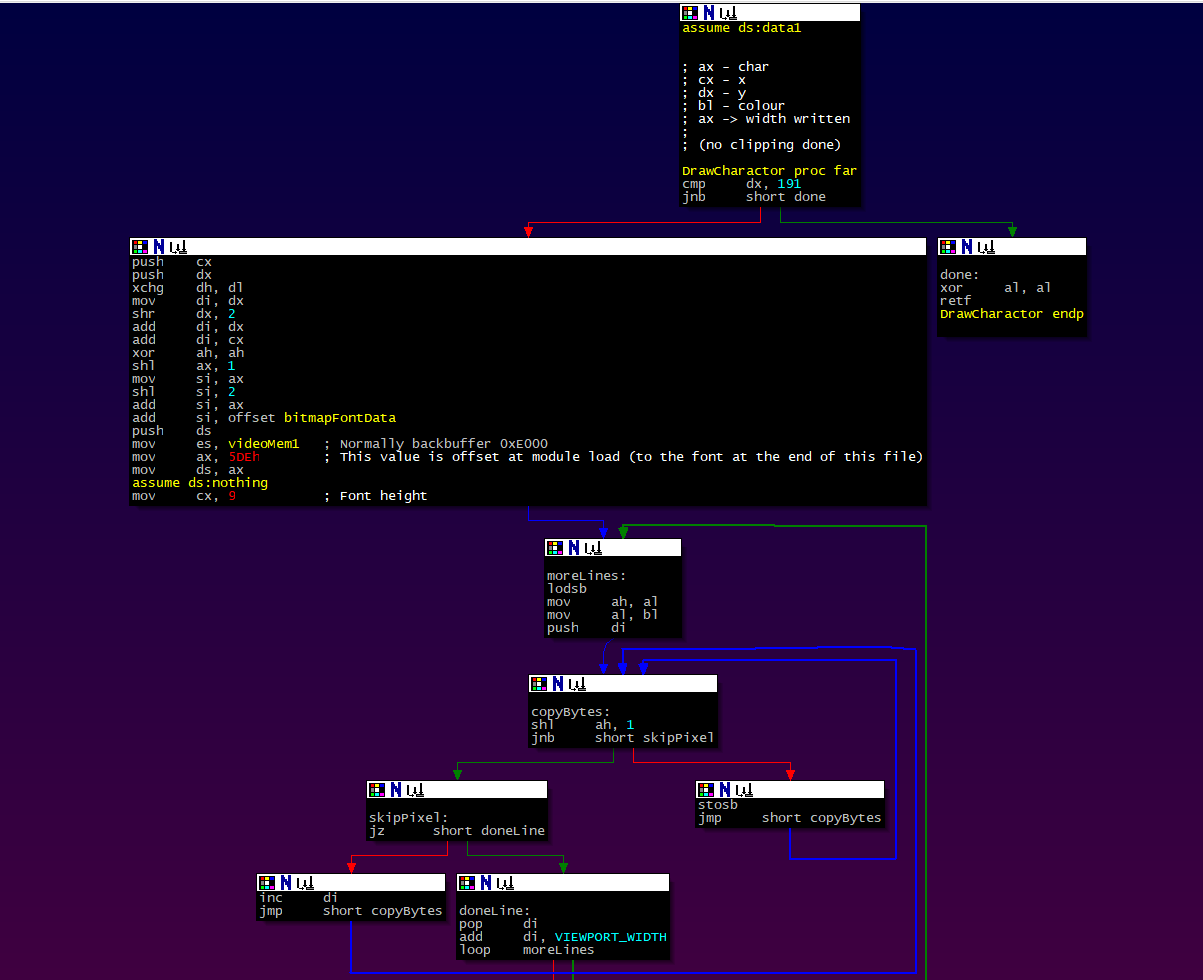 assume ds:data1
; ax - char
; cx - x
; dx - y
; bl - colour
; ax -> width written
;
; (no clipping done)
DrawCharactor proc far
cmp dx, 191
jnb short done
push cx
push dx
xchg dh, dl
mov di, dx
shr dx, 2
add di, dx
add di, cx
xor ah, ah
shl ax, 1
mov si, ax
shl si, 2
add si, ax
add si, offset bitmapFontData
push ds
mov es, videoMem1 ; Normally backbuffer 0xE000
mov ax, 5DEh ; This value is offset at module load (to the font at the end of this file)
mov ds, ax
assume ds:nothing
mov cx, 9 ; Font height
done:
xor al, al
retf
DrawCharactor endp
moreLines:
lodsb
mov ah, al
mov al, bl
push di
copyBytes:
shl ah, 1
jnb short skipPixel
skipPixel:
jz short doneLine
stosb
jmp short copyBytes
inc di
jmp short copyBytes
doneLine:
pop di
add di, VIEWPORT_WIDTH
loop moreLines